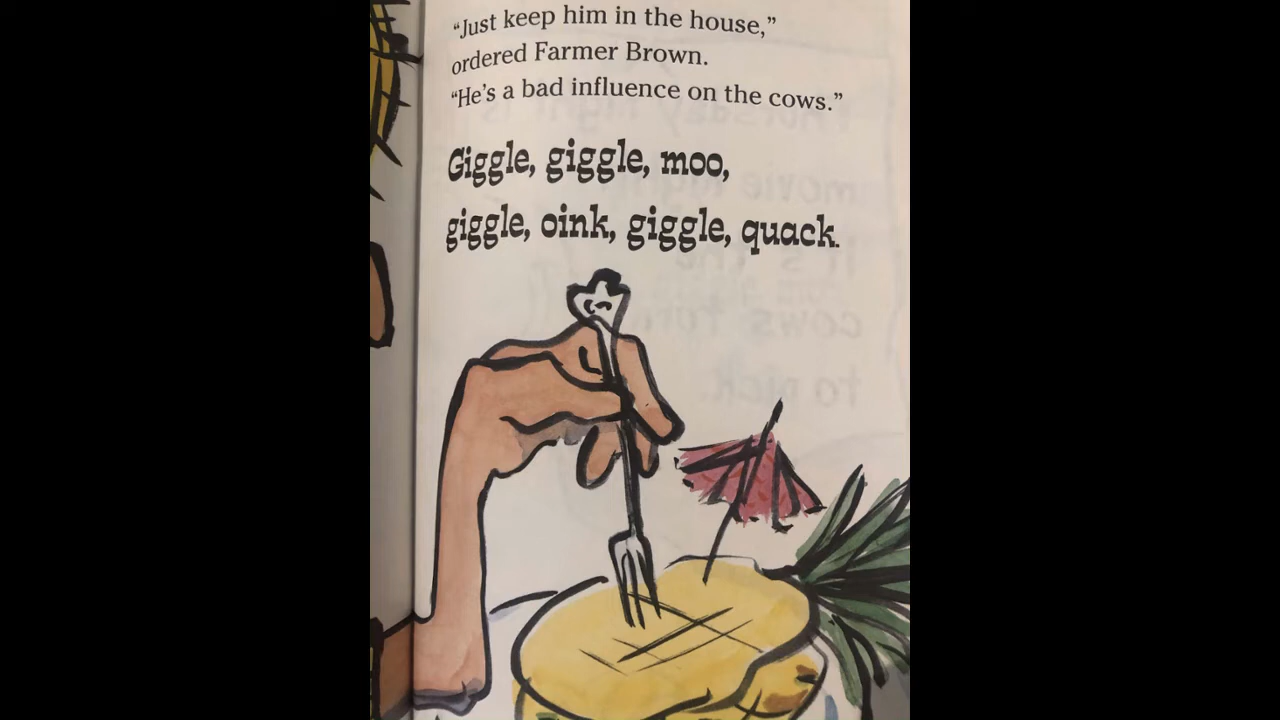 "Just keep him in the house,"
ordered Farmer Brown.
"He's a bad influence on the cows."
Giggle, giggle, moo,
giggle, oink, giggle, quack.